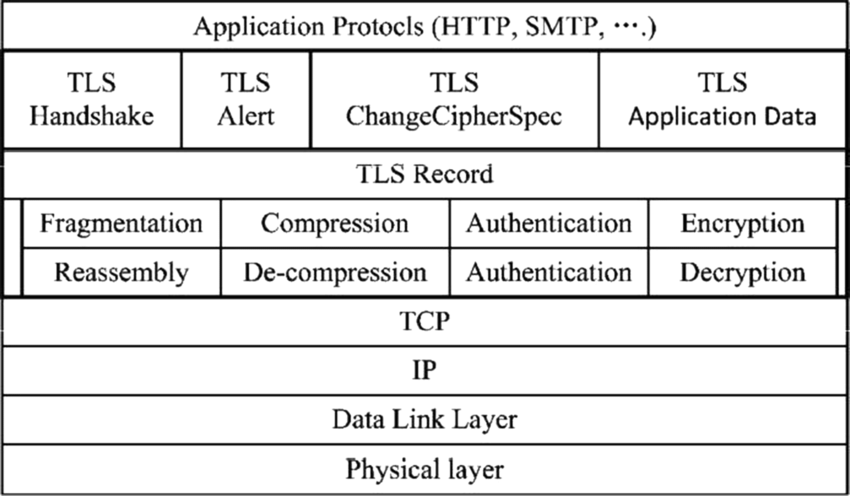 Application Protocls (HTTP, SMTP, ….)
TLS Handshake
TLS Alert
TLS ChangeCipherSpec
TLS Application Data
TLS Record
Fragmentation Compression Authentication Encryption
Reassembly De-compression Authentication Decryption
TCP
IP
Data Link Layer
Physical layer